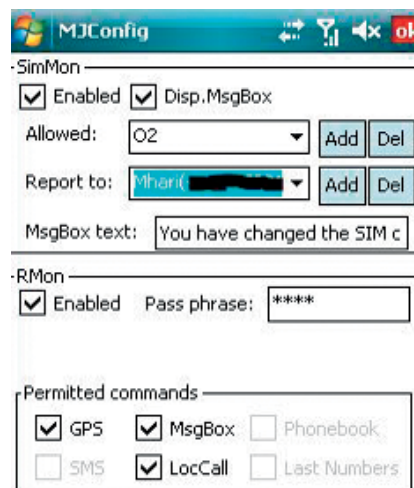 MJConfig ok
SimMon
Enabled Disp.MsgBox
Allowed: O2 Add Del
Report to: Mhari( Add Del
MsgBox text: You have changed the SIM c
RMon
Enabled Pass phrase: ****
Permitted commands
GPS MsgBox Phonebook
SMS LocCall Last Numbers